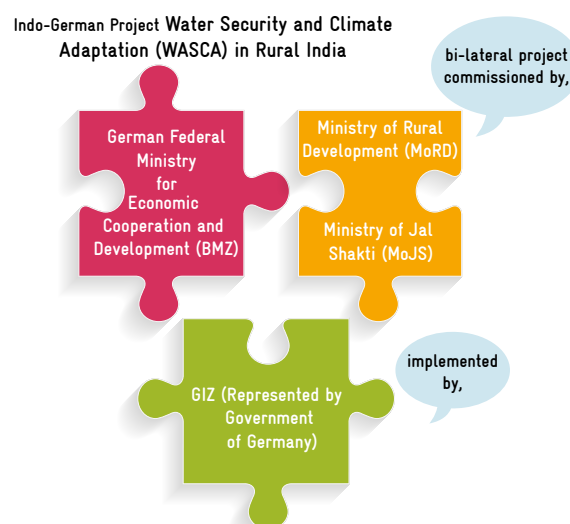 Indo-German Project Water Security and Climate
Adaptation (WASCA) in Rural India
bi-lateral project
commissioned by,
German Federal
Ministry
for
Economic
Cooperation and
Development (BMZ)
Ministry of Rural
Development (MoRD)
Ministry of Jal
Shakti (MoJS)
implemented
by,
GIZ (Represented by
Government
of Germany)